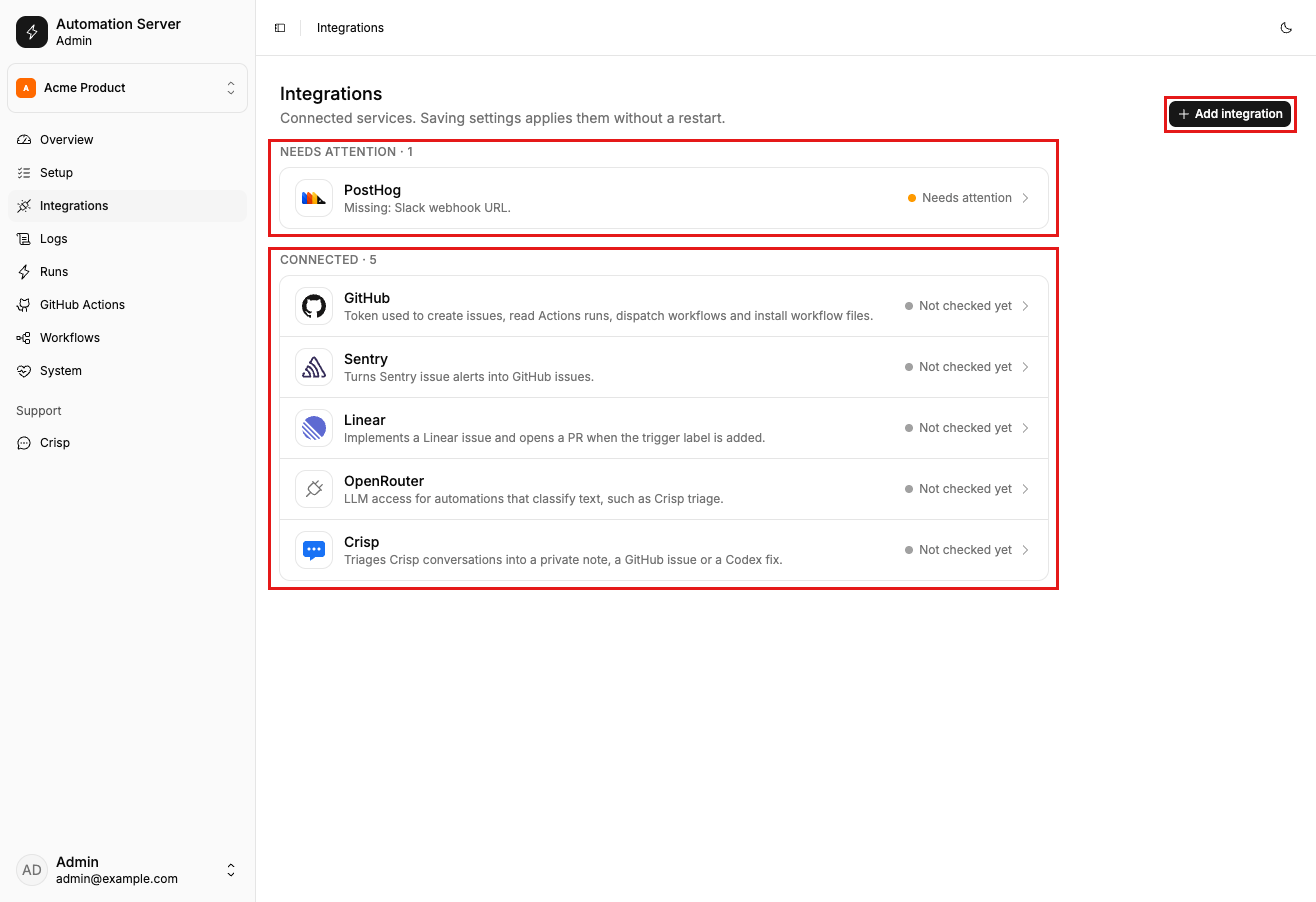 Automation Server
Admin
A
Acme Product
Overview
Setup
Integrations
Logs
Runs
GitHub Actions
Workflows
System
Support
Crisp
AD
Admin
admin@example.com
Integrations
Integrations
Connected services. Saving settings applies them without a restart.
Add integration
NEEDS ATTENTION · 1
PostHog
Missing: Slack webhook URL.
Needs attention
CONNECTED · 5
GitHub
Token used to create issues, read Actions runs, dispatch workflows and install workflow files.
Not checked yet
Sentry
Turns Sentry issue alerts into GitHub issues.
Not checked yet
Linear
Implements a Linear issue and opens a PR when the trigger label is added.
Not checked yet
OpenRouter
LLM access for automations that classify text, such as Crisp triage.
Not checked yet
Crisp
Triages Crisp conversations into a private note, a GitHub issue or a Codex fix.
Not checked yet